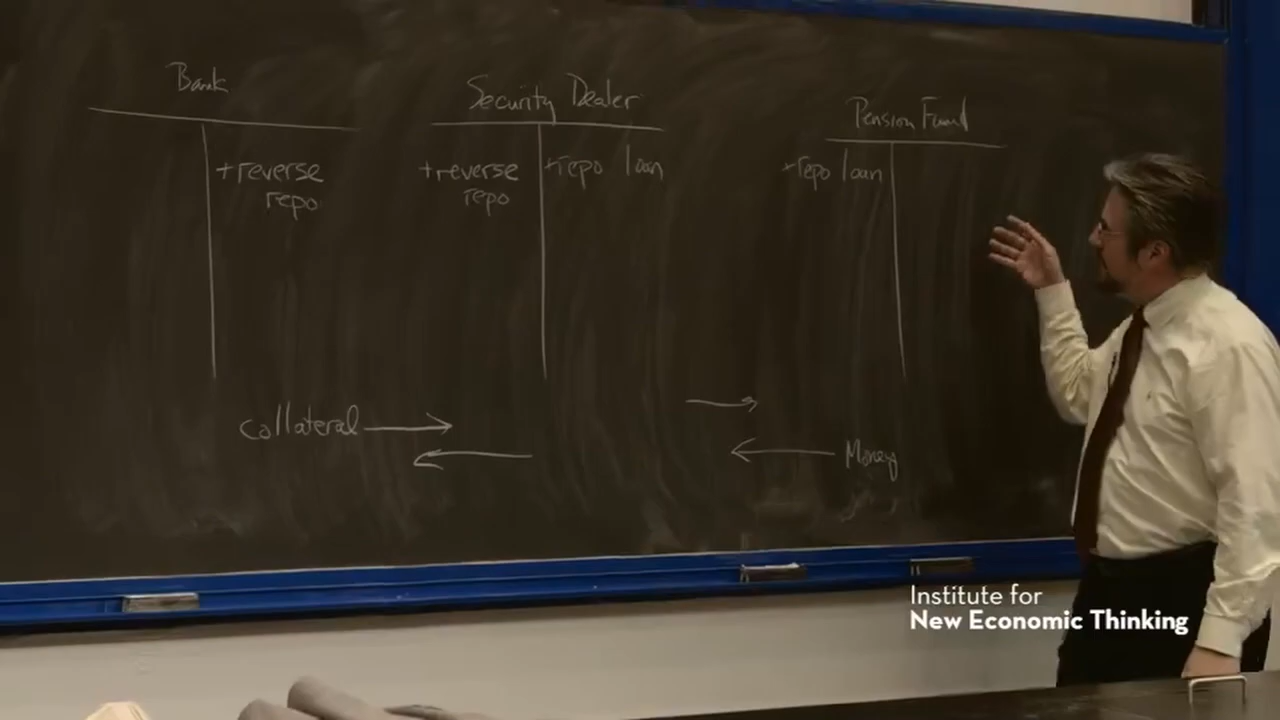 Bank
Security Dealer
Pension Fund
+reverse
repo
+reverse
repo
+repo loan
+repo loan
collateral
Money
Institute for
New Economic Thinking